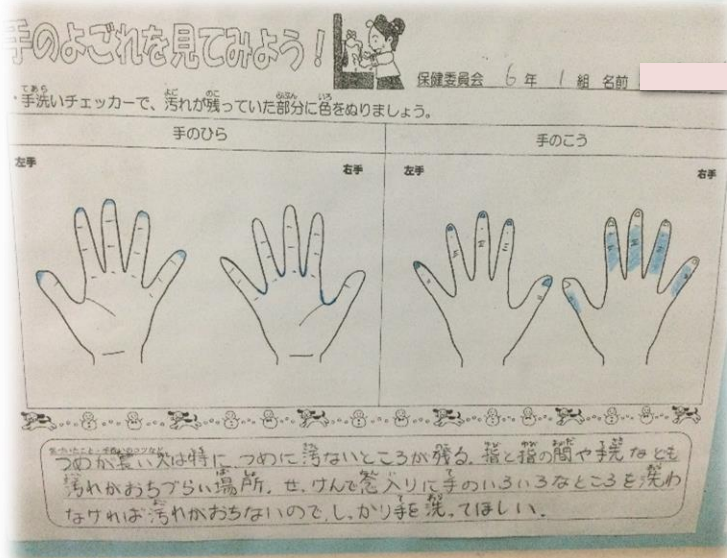 手のよごれを見てみよう!
保健委員会 6年 1組 名前
・手洗いチェッカーで、汚れが残っていた部分に色をぬりましょう。
手のひら 手のこう
左手 右手 左手 右手
つめが長い人は特に、つめに汚ないところが残る。指と指の間や手先なども
汚れがおちづらい場所。せっけんで念入りに手のいろいろなところを洗わ
なければ汚れがおちないので、しっかり手を洗ってほしい。